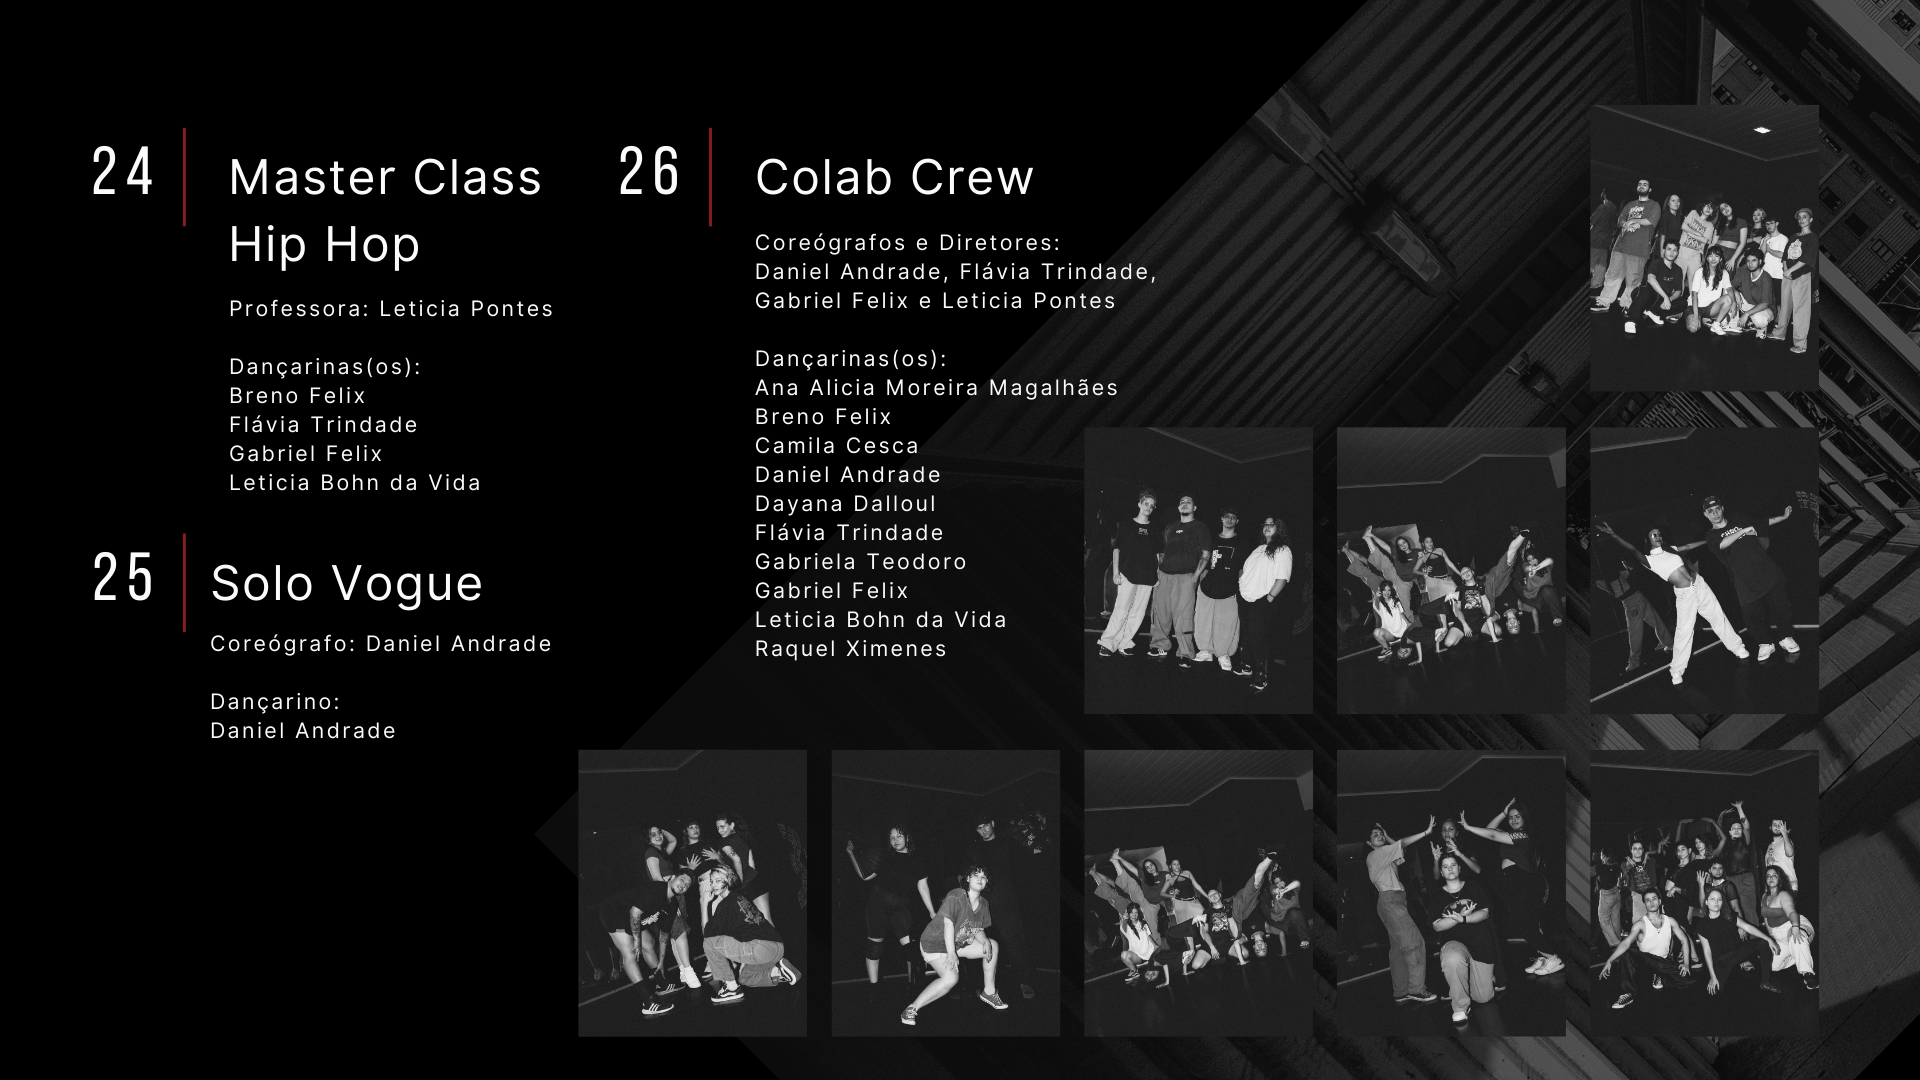 24
Master Class
Hip Hop
Professora: Leticia Pontes
Dançarinas(os):
Breno Felix
Flávia Trindade
Gabriel Felix
Leticia Bohn da Vida
25
Solo Vogue
Coreógrafo: Daniel Andrade
Dançarino:
Daniel Andrade
26
Colab Crew
Coreógrafos e Diretores:
Daniel Andrade, Flávia Trindade,
Gabriel Felix e Leticia Pontes
Dançarinas(os):
Ana Alicia Moreira Magalhães
Breno Felix
Camila Cesca
Daniel Andrade
Dayana Dalloul
Flávia Trindade
Gabriela Teodoro
Gabriel Felix
Leticia Bohn da Vida
Raquel Ximenes